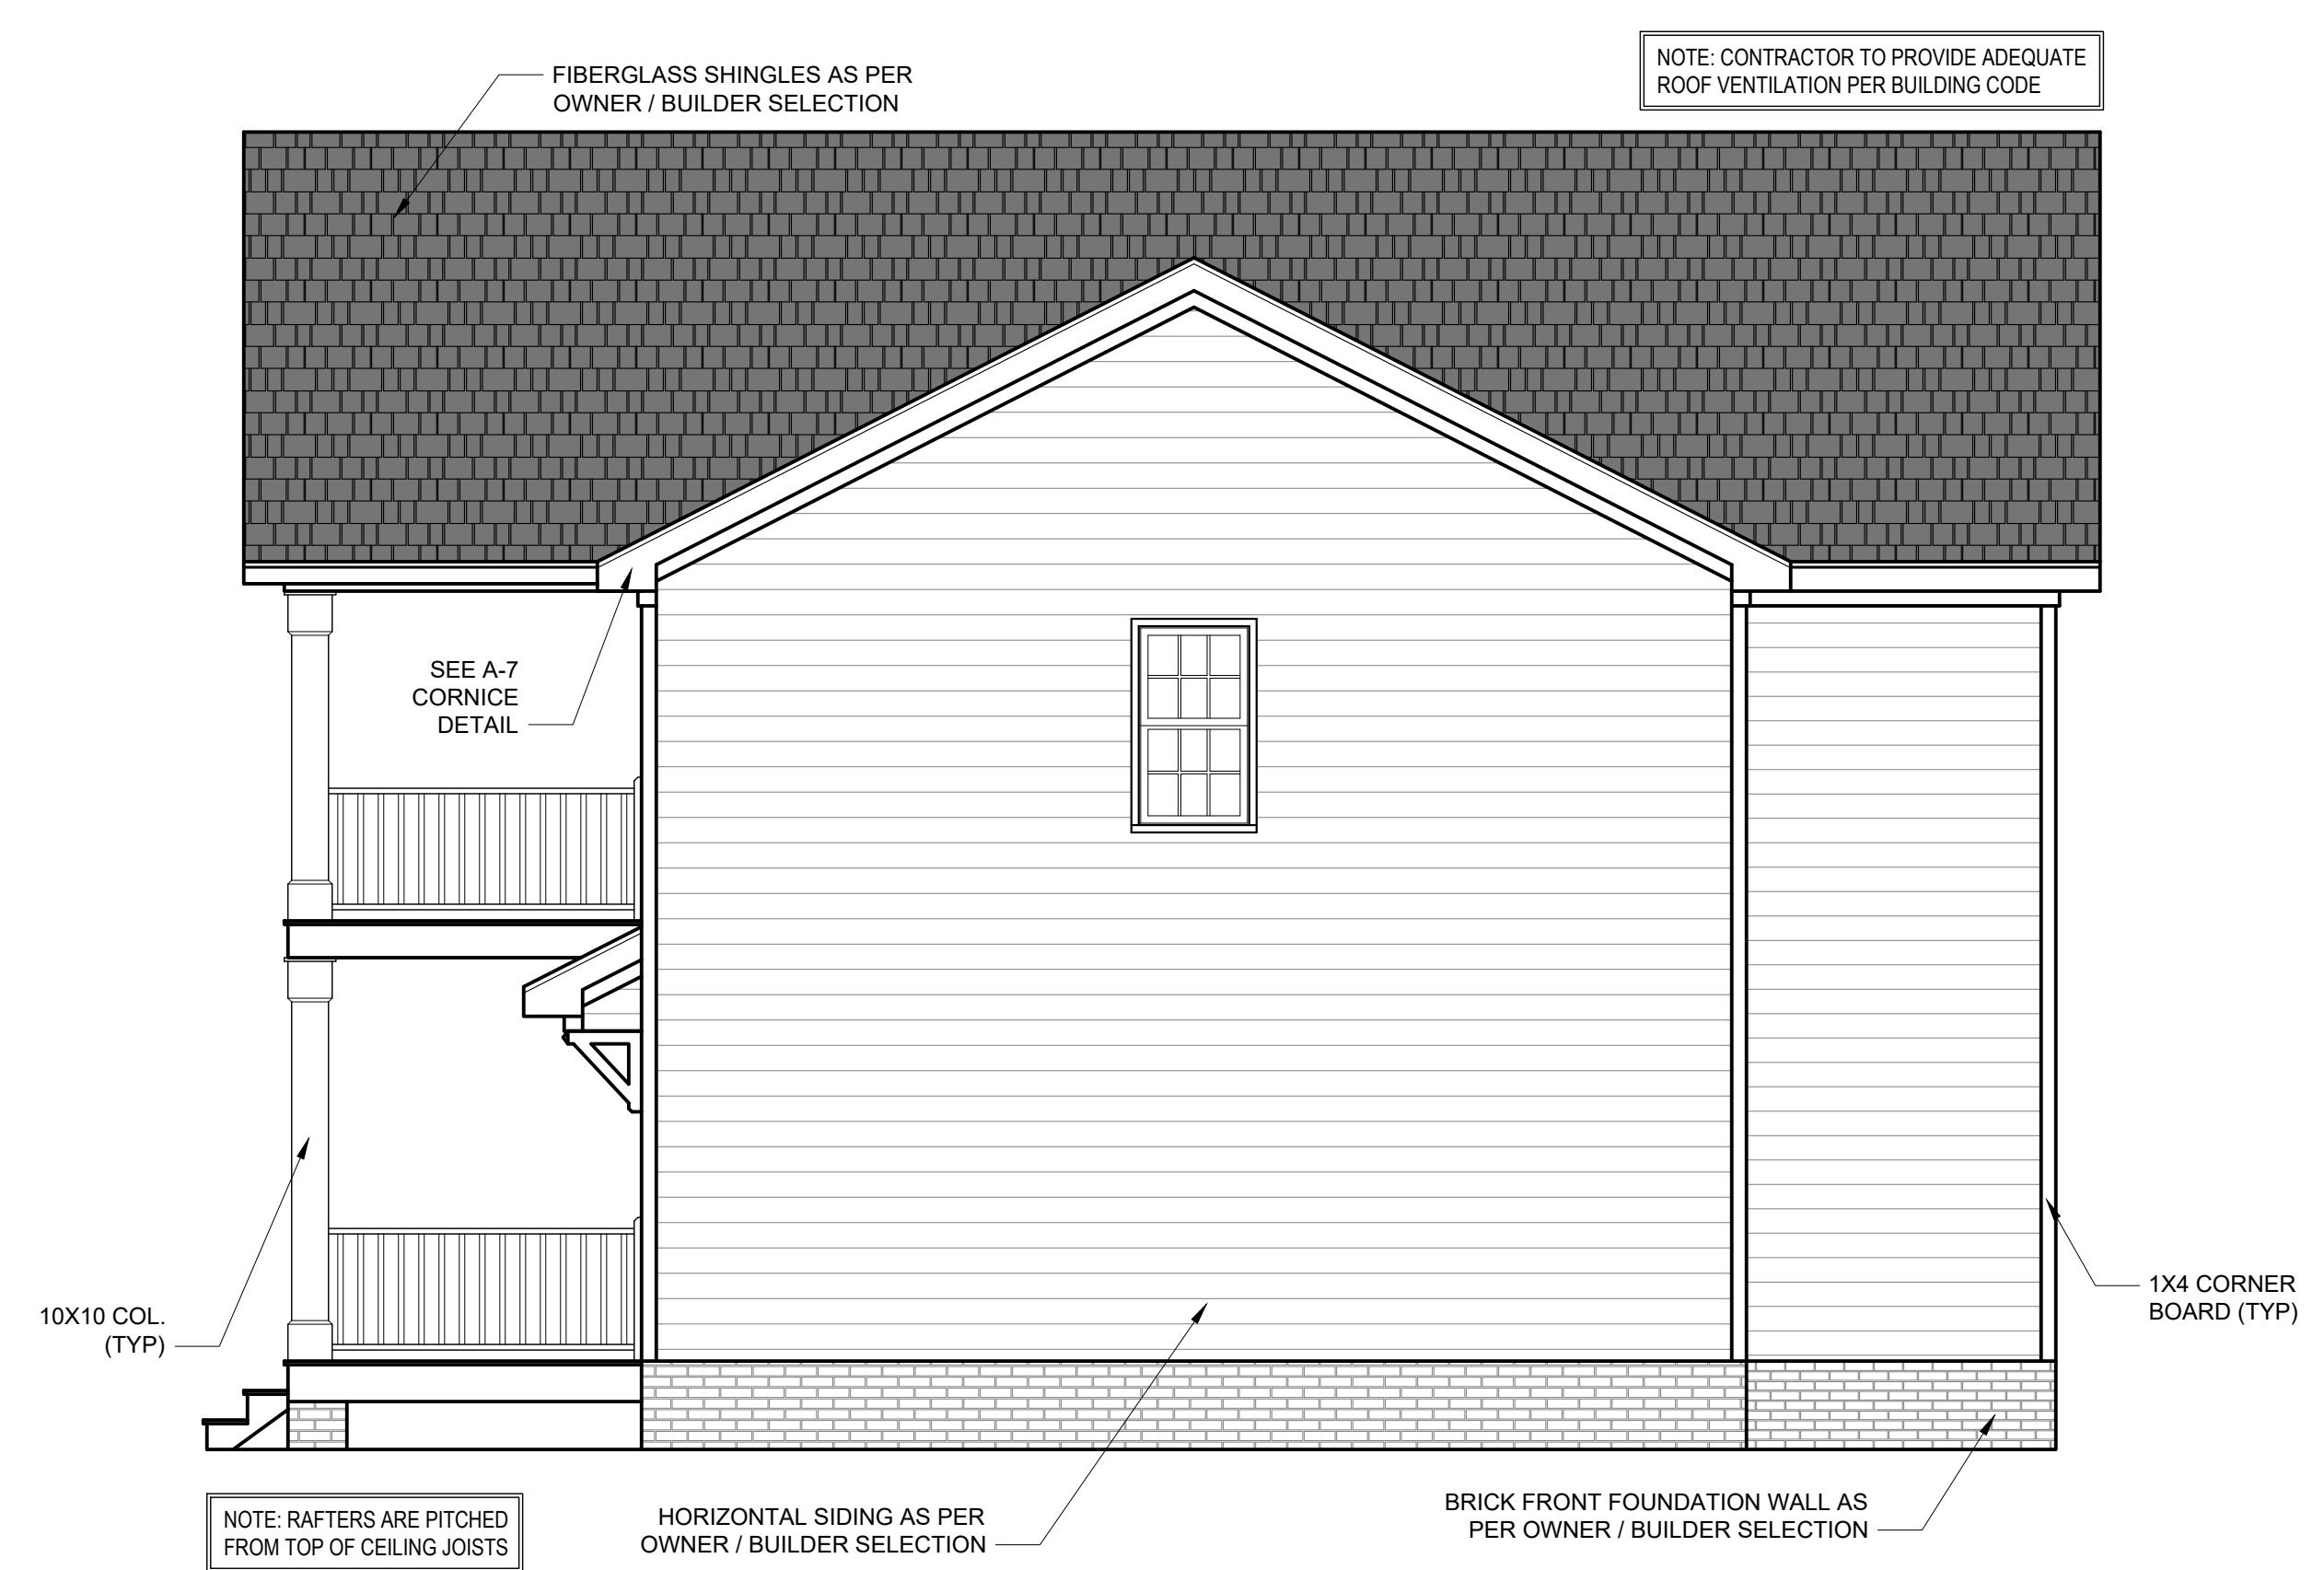 FIBERGLASS SHINGLES AS PER
OWNER / BUILDER SELECTION
NOTE: CONTRACTOR TO PROVIDE ADEQUATE
ROOF VENTILATION PER BUILDING CODE
SEE A-7
CORNICE
DETAIL
10X10 COL.
(TYP)
1X4 CORNER
BOARD (TYP)
NOTE: RAFTERS ARE PITCHED
FROM TOP OF CEILING JOISTS
HORIZONTAL SIDING AS PER
OWNER / BUILDER SELECTION
BRICK FRONT FOUNDATION WALL AS
PER OWNER / BUILDER SELECTION